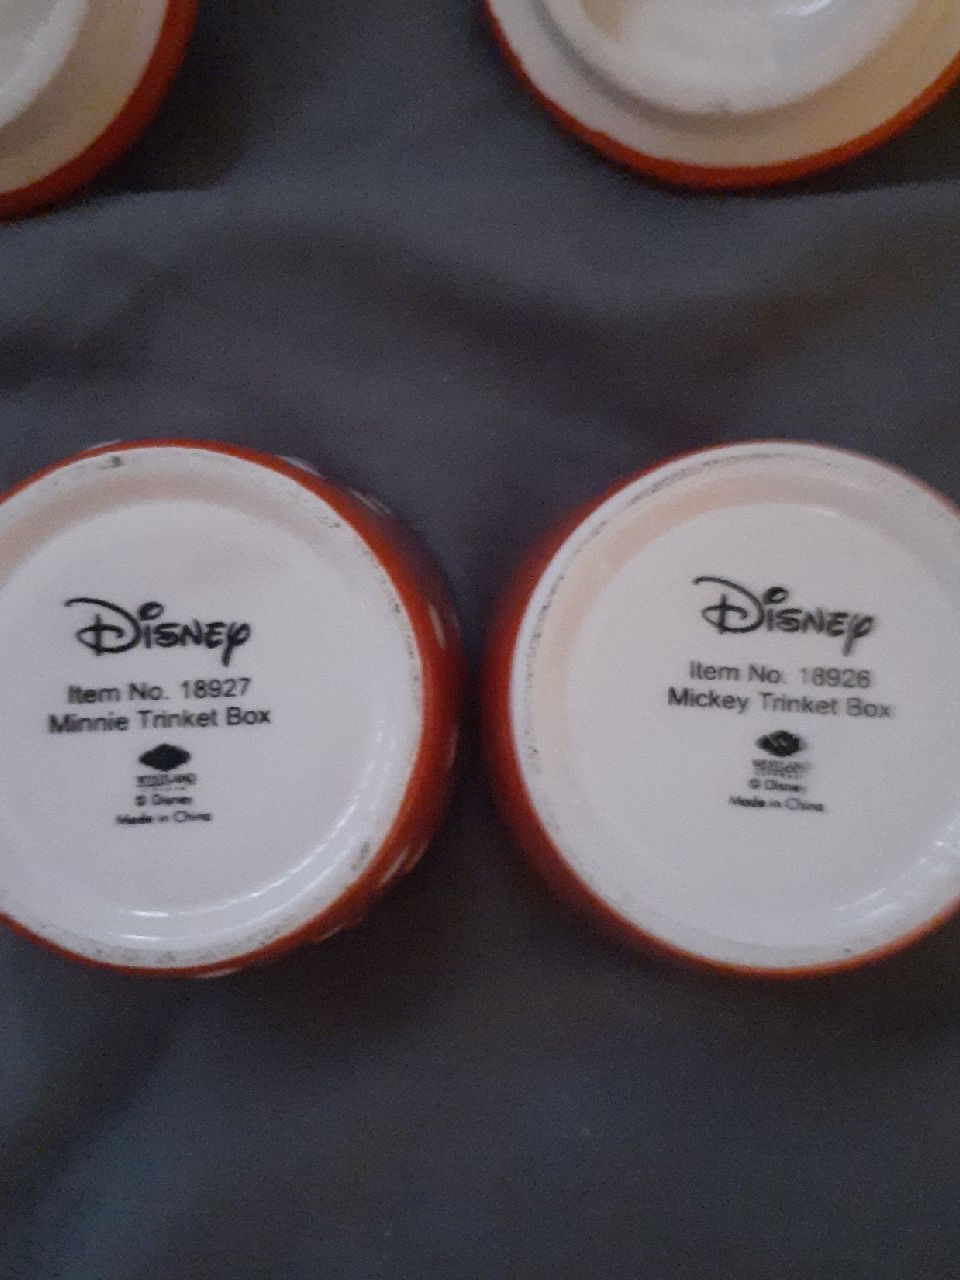 Disney
Item No. 18927
Minnie Trinket Box
© Disney
Made in China
Disney
Item No. 18926
Mickey Trinket Box
© Disney
Made in China